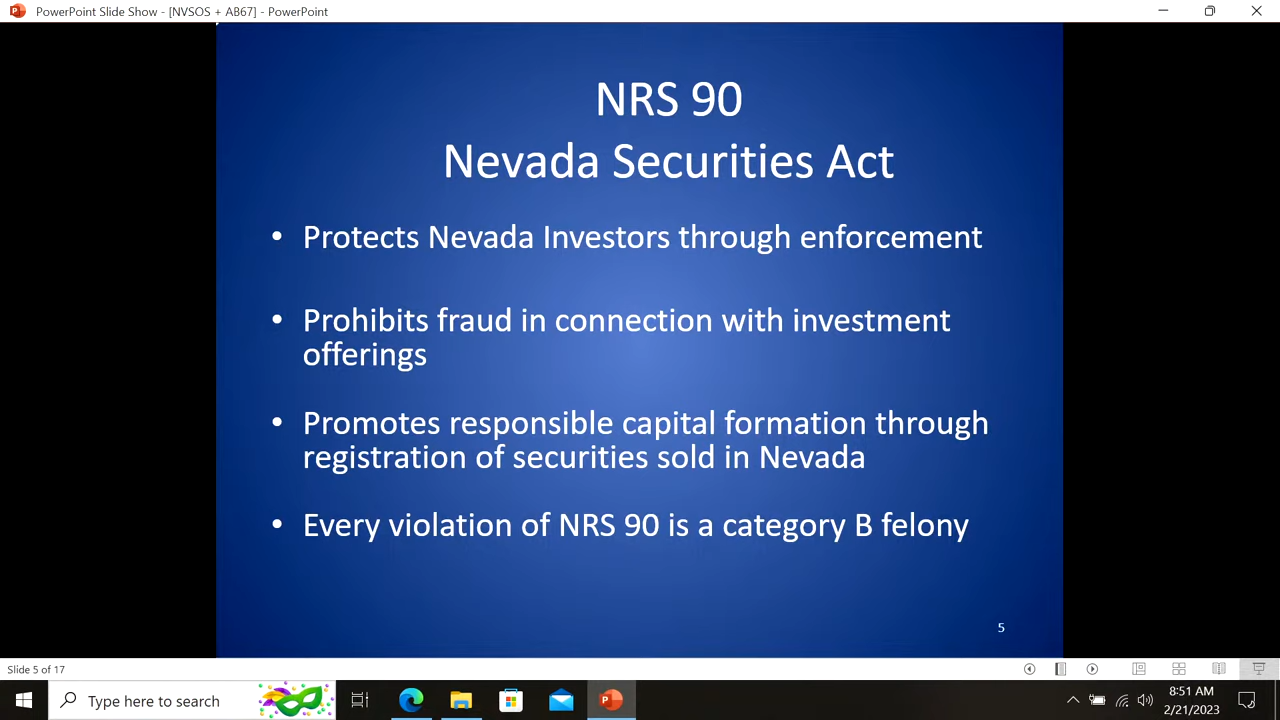 PowerPoint Slide Show - [NVSOS + AB67] - PowerPoint
NRS 90
Nevada Securities Act
• Protects Nevada Investors through enforcement
• Prohibits fraud in connection with investment
offerings
• Promotes responsible capital formation through
registration of securities sold in Nevada
• Every violation of NRS 90 is a category B felony
5
Slide 5 of 17
Type here to search
8:51 AM
2/21/2023